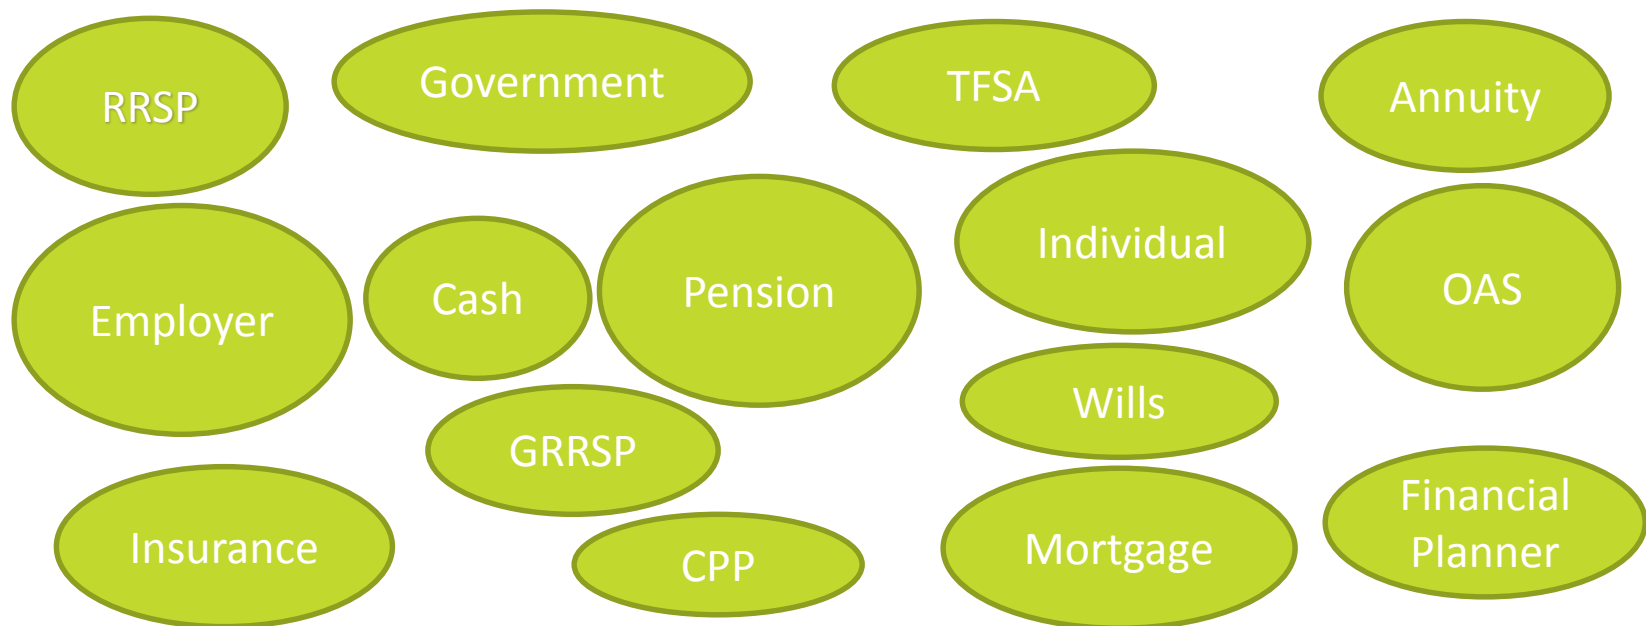 RRSP
Government
TFSA
Annuity
Employer
Cash
Pension
Individual
OAS
Wills
GRRSP
Insurance
CPP
Mortgage
Financial
Planner